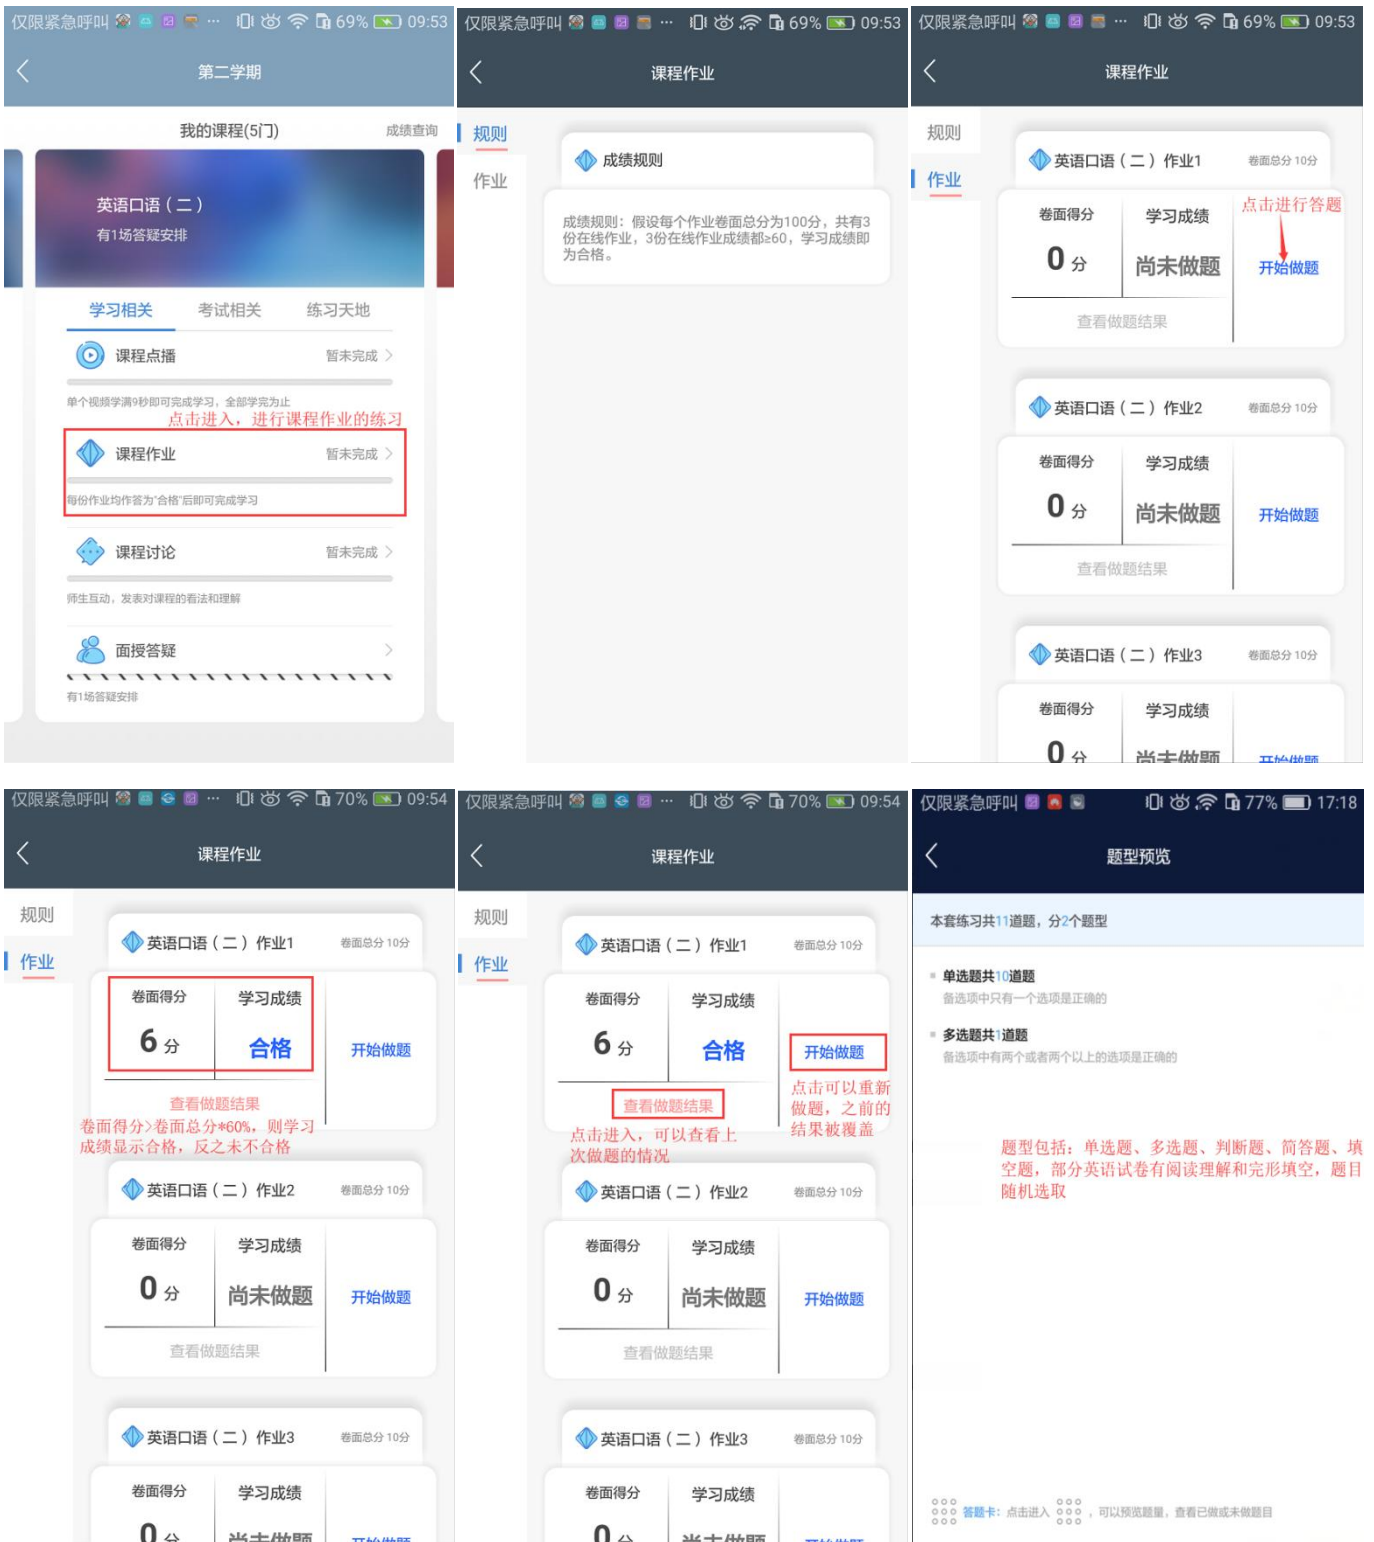 仅限紧急呼叫 ··· 69% 09:53
第二学期
我的课程(5门) 成绩查询
英语口语（二）
有1场答疑安排
学习相关 考试相关 练习天地
课程点播 暂未完成
单个视频学满9秒即可完成学习，全部学完为止
点击进入，进行课程作业的练习
课程作业 暂未完成
每份作业均作答为"合格"后即可完成学习
课程讨论 暂未完成
师生互动，发表对课程的看法和理解
面授答疑
有1场答疑安排
仅限紧急呼叫 ··· 69% 09:53
课程作业
规则
作业
成绩规则
成绩规则：假设每个作业卷面总分为100分，共有3
份在线作业，3份在线作业成绩都≥60，学习成绩即
为合格。
仅限紧急呼叫 ··· 69% 09:53
课程作业
规则
作业
英语口语（二）作业1 卷面总分 10分
点击进行答题
卷面得分 学习成绩
0 分 尚未做题 开始做题
查看做题结果
英语口语（二）作业2 卷面总分 10分
卷面得分 学习成绩
0 分 尚未做题 开始做题
查看做题结果
英语口语（二）作业3 卷面总分 10分
卷面得分 学习成绩
0 分 尚未做题 开始做题
仅限紧急呼叫 ··· 70% 09:54
课程作业
规则
作业
英语口语（二）作业1 卷面总分 10分
卷面得分 学习成绩
6 分 合格 开始做题
查看做题结果
卷面得分>卷面总分*60%，则学习
成绩显示合格，反之未不合格
英语口语（二）作业2 卷面总分 10分
卷面得分 学习成绩
0 分 尚未做题 开始做题
查看做题结果
英语口语（二）作业3 卷面总分 10分
卷面得分 学习成绩
0 分 尚未做题 开始做题
仅限紧急呼叫 ··· 70% 09:54
课程作业
规则
作业
英语口语（二）作业1 卷面总分 10分
卷面得分 学习成绩
6 分 合格 开始做题
查看做题结果
点击可以重新
做题，之前的
结果被覆盖
点击进入，可以查看上
次做题的情况
英语口语（二）作业2 卷面总分 10分
卷面得分 学习成绩
0 分 尚未做题 开始做题
查看做题结果
英语口语（二）作业3 卷面总分 10分
卷面得分 学习成绩
0 分 尚未做题 开始做题
仅限紧急呼叫 77% 17:18
题型预览
本套练习共11道题，分2个题型
单选题共10道题
备选项中只有一个选项是正确的
多选题共1道题
备选项中有两个或者两个以上的选项是正确的
题型包括：单选题、多选题、判断题、简答题、填
空题，部分英语试卷有阅读理解和完形填空，题目
随机选取
答题卡：点击进入 ，可以预览题量，查看已做或未做题目